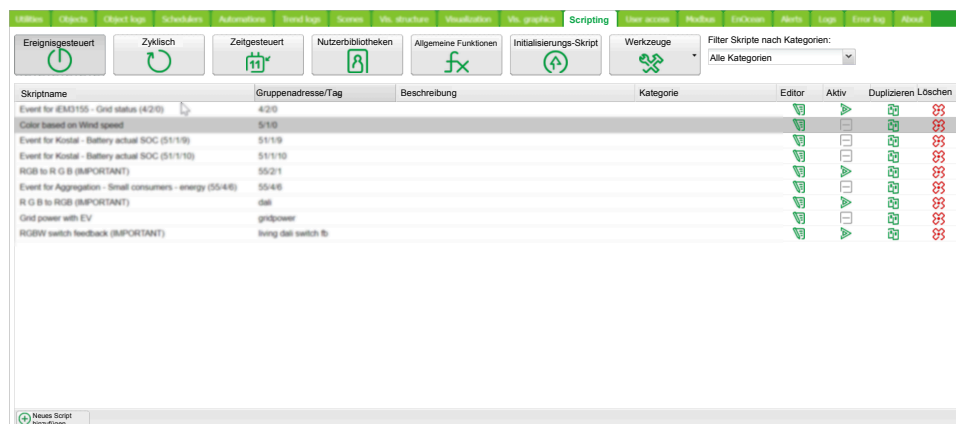 Utilities Objects Object logs Schedulers Automations Trend logs Scenes Vis. structure Visualization Vis. graphics Scripting User access Modbus EnOcean Alerts Logs Error log About
Ereignisgesteuert Zyklisch Zeitgesteuert Nutzerbibliotheken Allgemeine Funktionen Initialisierungs-Skript Werkzeuge Filter Skripte nach Kategorien:
11 fx Alle Kategorien
Skriptname Gruppenadresse/Tag Beschreibung Kategorie Editor Aktiv Duplizieren Löschen
Event for iEM3155 - Grid status (4/2/0) 4/2/0
Color based on Wind speed 5/1/0
Event for Kostal - Battery actual SOC (51/1/9) 51/1/9
Event for Kostal - Battery actual SOC (51/1/10) 51/1/10
RGB to R G B (IMPORTANT) 55/2/1
Event for Aggregation - Small consumers - energy (55/4/6) 55/4/6
R G B to RGB (IMPORTANT) dali
Grid power with EV gridpower
RGBW switch feedback (IMPORTANT) living dali switch fb
Neues Script
hinzufügen